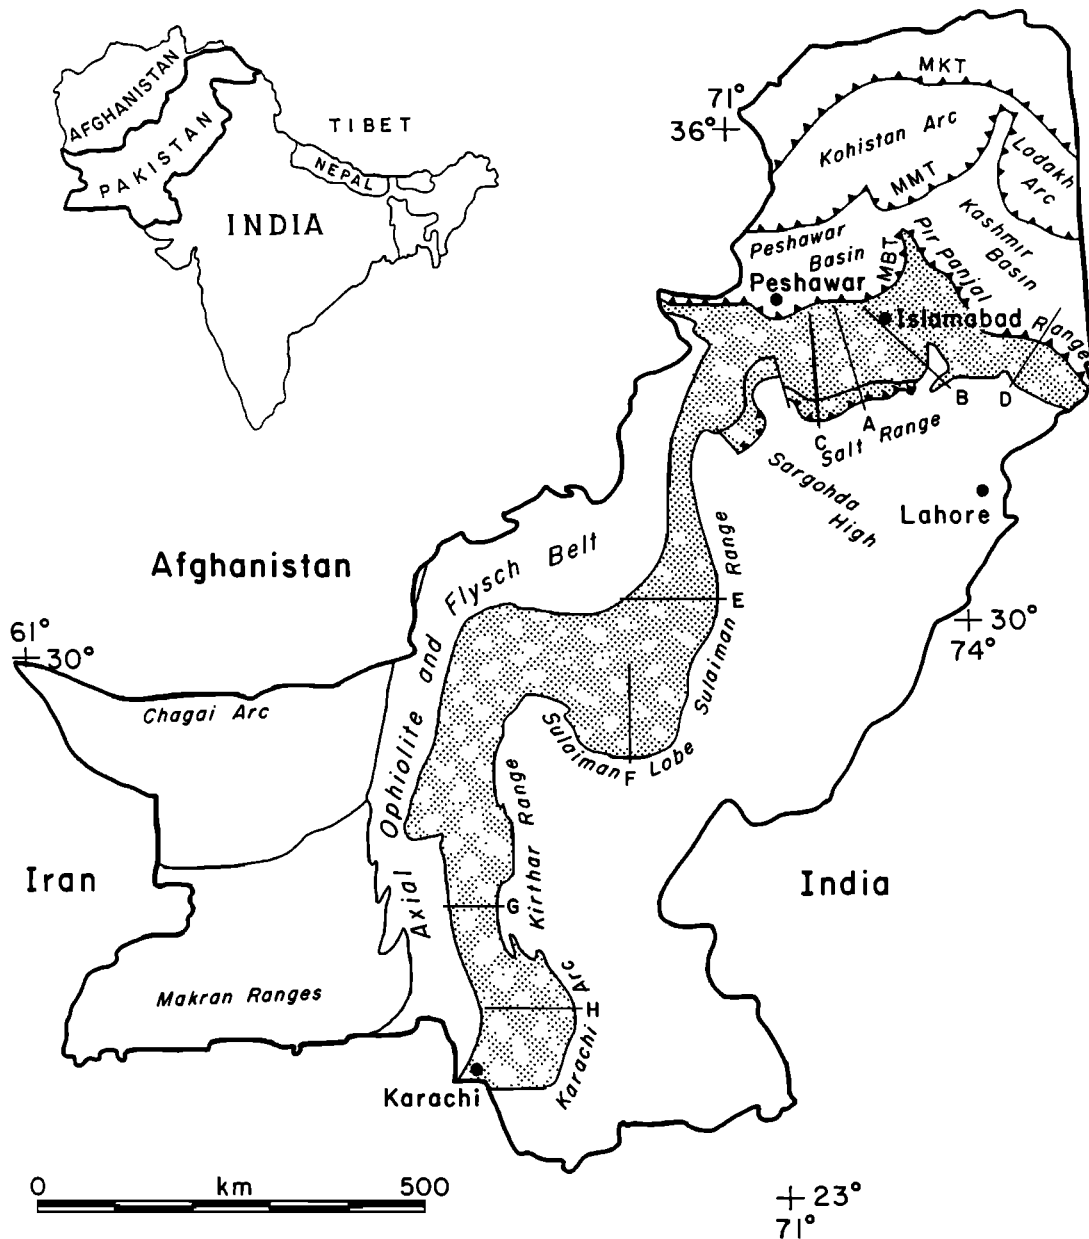 AFGHANISTAN
PAKISTAN
TIBET
NEPAL
INDIA
MKT
71°
36°
Kohistan Arc
Ladakh
Arc
MMT
Kashmir
Basin
Peshawar
Basin
MBT
Pir Panjal
Range
Peshawar
Islamabad
B
D
A
C
Salt Range
Sargohda
High
Lahore
Afghanistan
Axial Ophiolite and Flysch Belt
Sulaiman Range
E
30°
74°
61°
30°
Chagai Arc
Sulaiman Lobe
F
Kirthar Range
Iran
India
G
Makran Ranges
Karachi Arc
H
Karachi
0 km 500
23°
71°